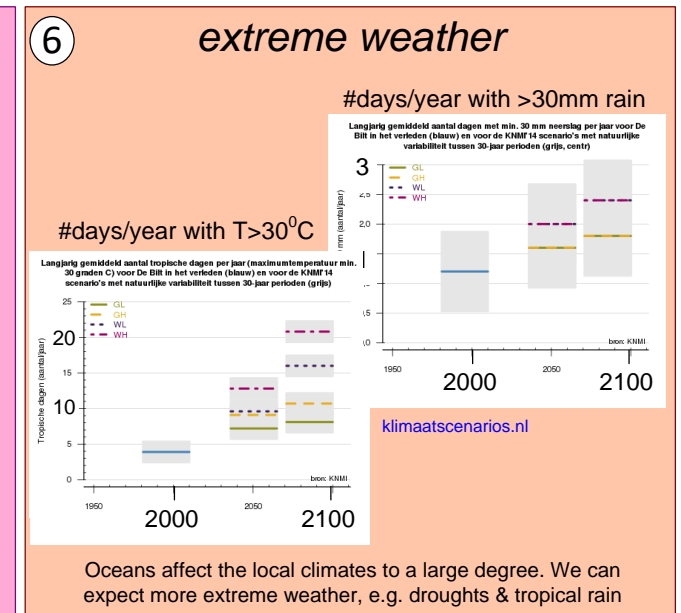 6
extreme weather
#days/year with >30mm rain
Langjarig gemiddeld aantal dagen met min. 30 mm neerslag per jaar voor De
Bilt in het verleden (blauw) en voor de KNMI'14 scenario's met natuurlijke
variabiliteit tussen 30-jaar perioden (grijs, centr)
3
GL
GH
WL
WH
2,5
2,0
mm (aantal/jaar)
bron: KNMI
1950
2050
2000
2100
klimaatscenarios.nl
#days/year with T>30⁰C
Langjarig gemiddeld aantal tropische dagen per jaar (maximumtemperatuur min.
30 graden C) voor De Bilt in het verleden (blauw) en voor de KNMI'14
scenario's met natuurlijke variabiliteit tussen 30-jaar perioden (grijs)
25
GL
GH
WL
WH
20
Tropische dagen (aantal/jaar)
10
5
0
bron: KNMI
1950
2050
2000
2100
Oceans affect the local climates to a large degree. We can
expect more extreme weather, e.g. droughts & tropical rain